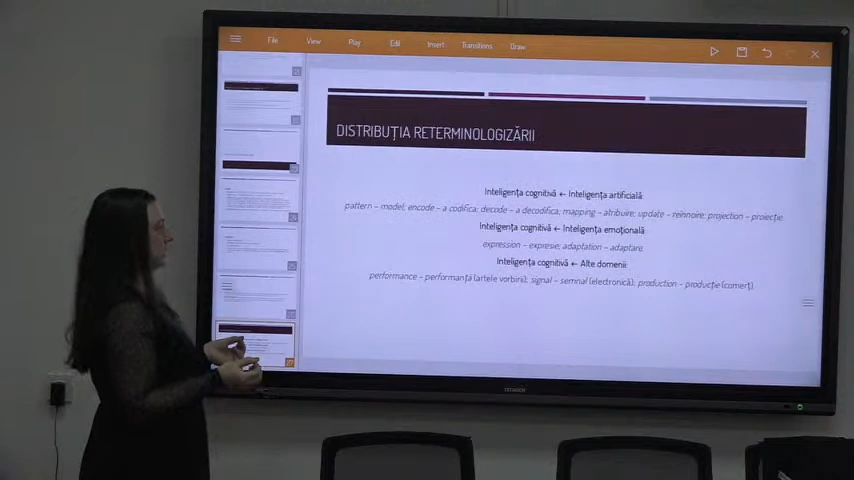 File View Play Edit Insert Transitions Draw
DISTRIBUȚIA RETERMINOLOGIZĂRII
Inteligența cognitivă ← Inteligența artificială:
pattern – model; encode – a codifica; decode – a decodifica; mapping – atribuire; update – reînnoire; projection – proiecție.
Inteligența cognitivă ← Inteligența emoțională:
expression – expresie; adaptation – adaptare.
Inteligența cognitivă ← Alte domenii:
performance – performanță (artele vorbirii); signal – semnal (electronică); production – producție (comerț).